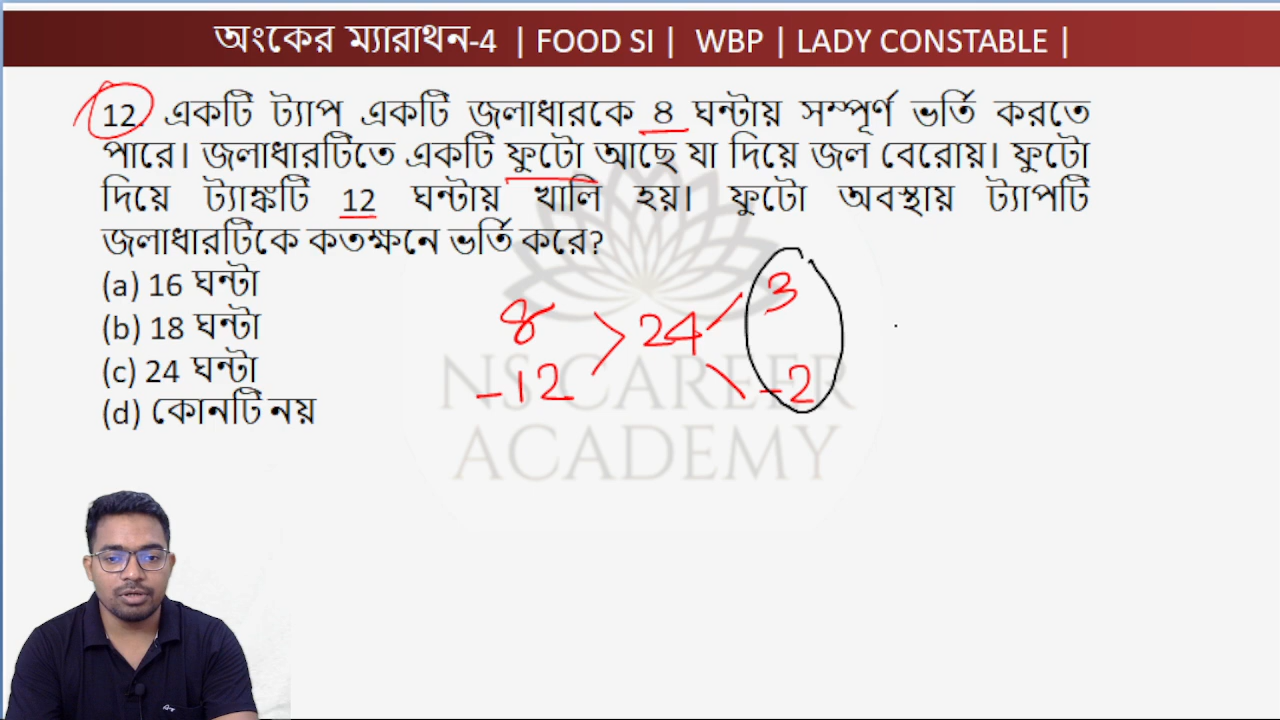 অংকের ম্যারাথন-4 | FOOD SI | WBP | LADY CONSTABLE |
12. একটি ট্যাপ একটি জলাধারকে ৪ ঘন্টায় সম্পূর্ণ ভর্তি করতে
পারে। জলাধারটিতে একটি ফুটো আছে যা দিয়ে জল বেরোয়। ফুটো
দিয়ে ট্যাঙ্কটি 12 ঘন্টায় খালি হয়। ফুটো অবস্থায় ট্যাপটি
জলাধারটিকে কতক্ষনে ভর্তি করে?
(a) 16 ঘন্টা
(b) 18 ঘন্টা
(c) 24 ঘন্টা
(d) কোনটি নয়
8 > 24 3
-12 -2
NS CAREER
ACADEMY